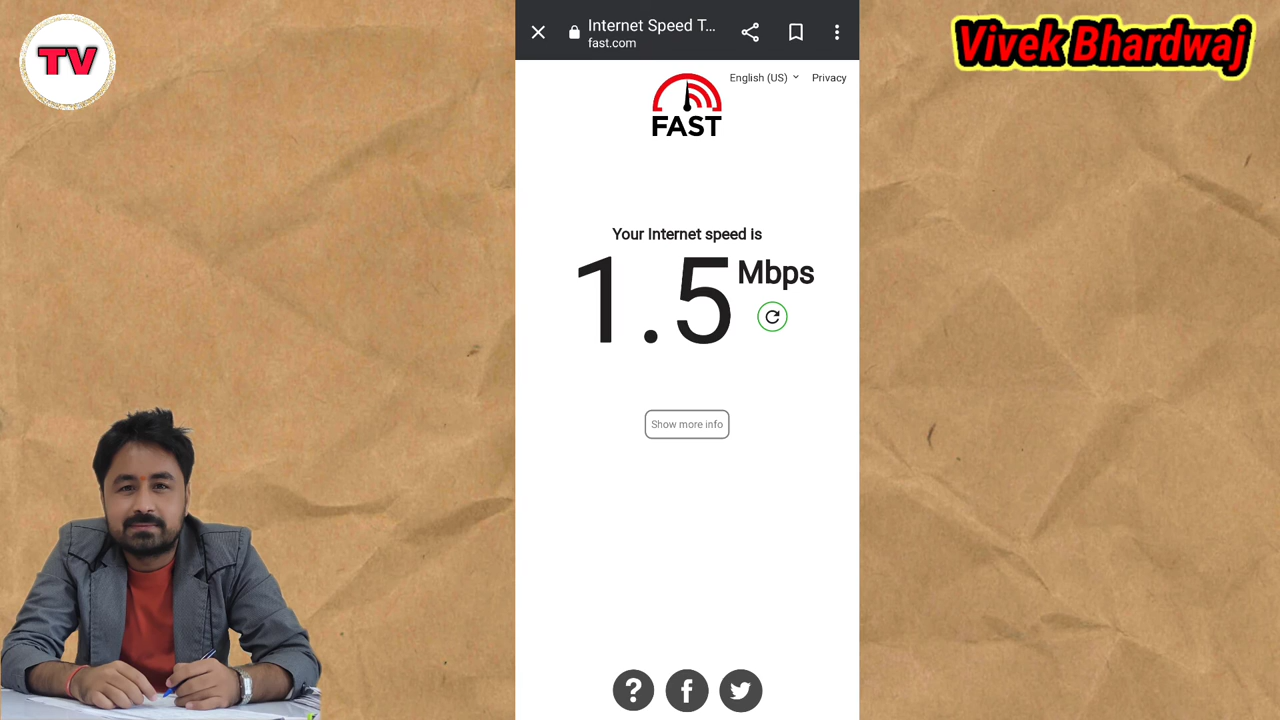 TV
Internet Speed T...
fast.com
Vivek Bhardwaj
English (US)
Privacy
FAST
Your Internet speed is
1.5 Mbps
Show more info
?